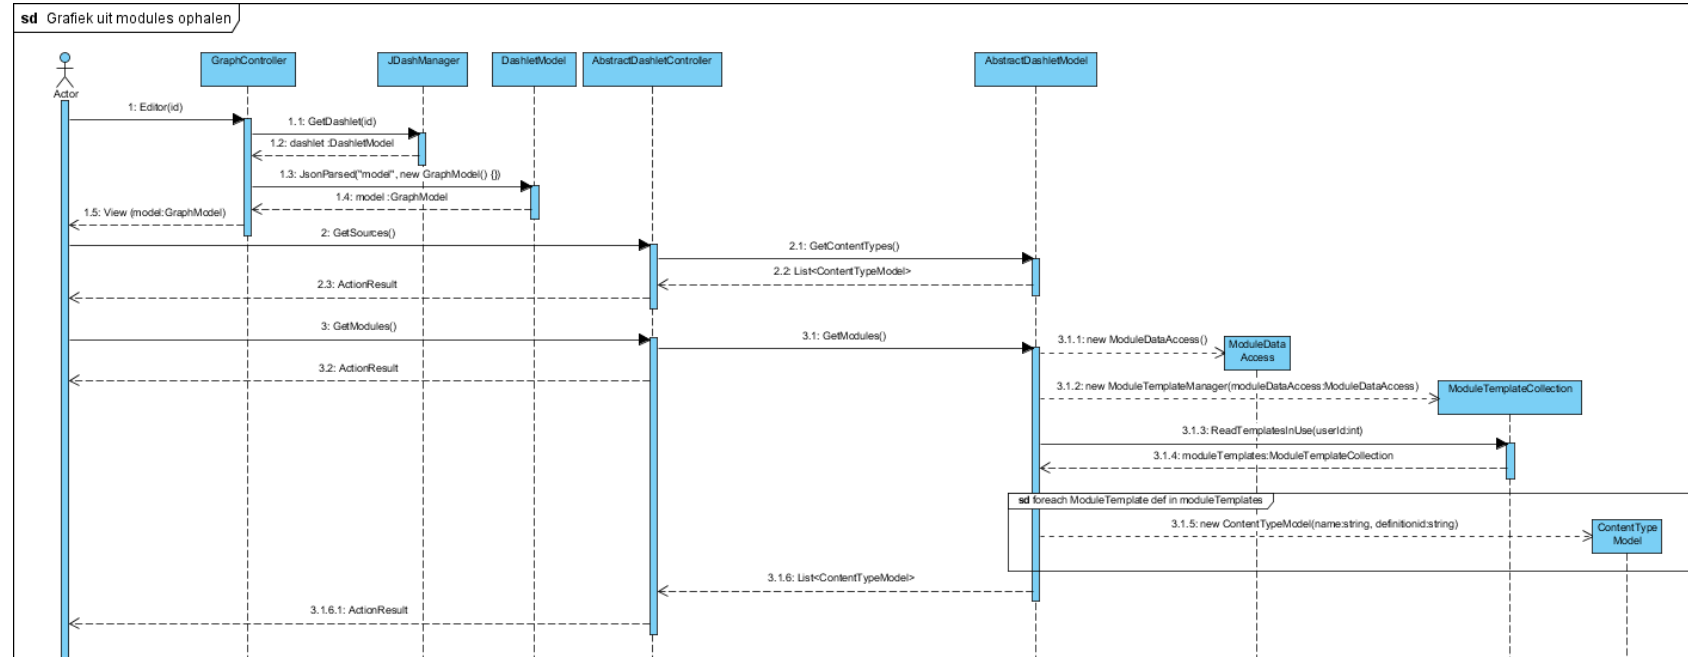 sd Grafiek uit modules ophalen
Actor
GraphController
JDashManager
DashletModel
AbstractDashletController
AbstractDashletModel
1: Editor(id)
1.1: GetDashlet(id)
1.2: dashlet :DashletModel
1.3: JsonParsed("model", new GraphModel() {})
1.4: model :GraphModel
1.5: View (model:GraphModel)
2: GetSources()
2.1: GetContentTypes()
2.2: List<ContentTypeModel>
2.3: ActionResult
3: GetModules()
3.1: GetModules()
3.1.1: new ModuleDataAccess()
ModuleData
Access
3.2: ActionResult
3.1.2: new ModuleTemplateManager(moduleDataAccess:ModuleDataAccess)
ModuleTemplateCollection
3.1.3: ReadTemplatesInUse(userId:int)
3.1.4: moduleTemplates:ModuleTemplateCollection
sd foreach ModuleTemplate def in moduleTemplates
3.1.5: new ContentTypeModel(name:string, definitionid:string)
ContentType
Model
3.1.6: List<ContentTypeModel>
3.1.6.1: ActionResult